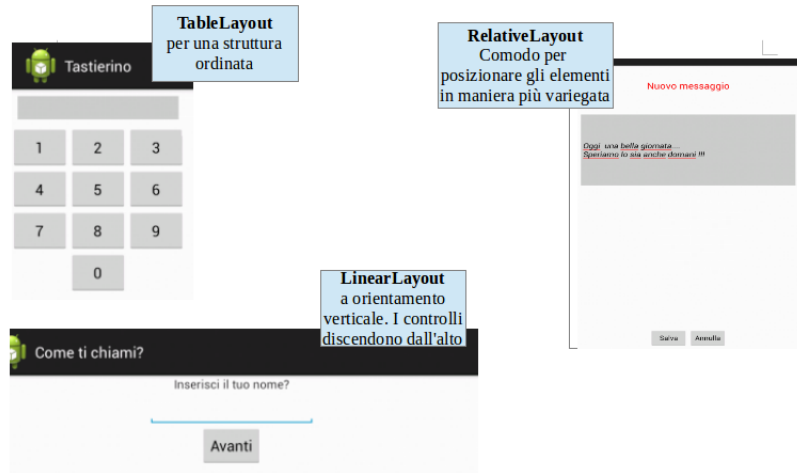 TableLayout
per una struttura
ordinata
Tastierino
1 2 3
4 5 6
7 8 9
0
RelativeLayout
Comodo per
posizionare gli elementi
in maniera più variegata
Nuovo messaggio
Oggi una bella giornata....
Speriamo lo sia anche domani !!!
Salva Annulla
LinearLayout
a orientamento
verticale. I controlli
discendono dall'alto
Come ti chiami?
Inserisci il tuo nome?
Avanti